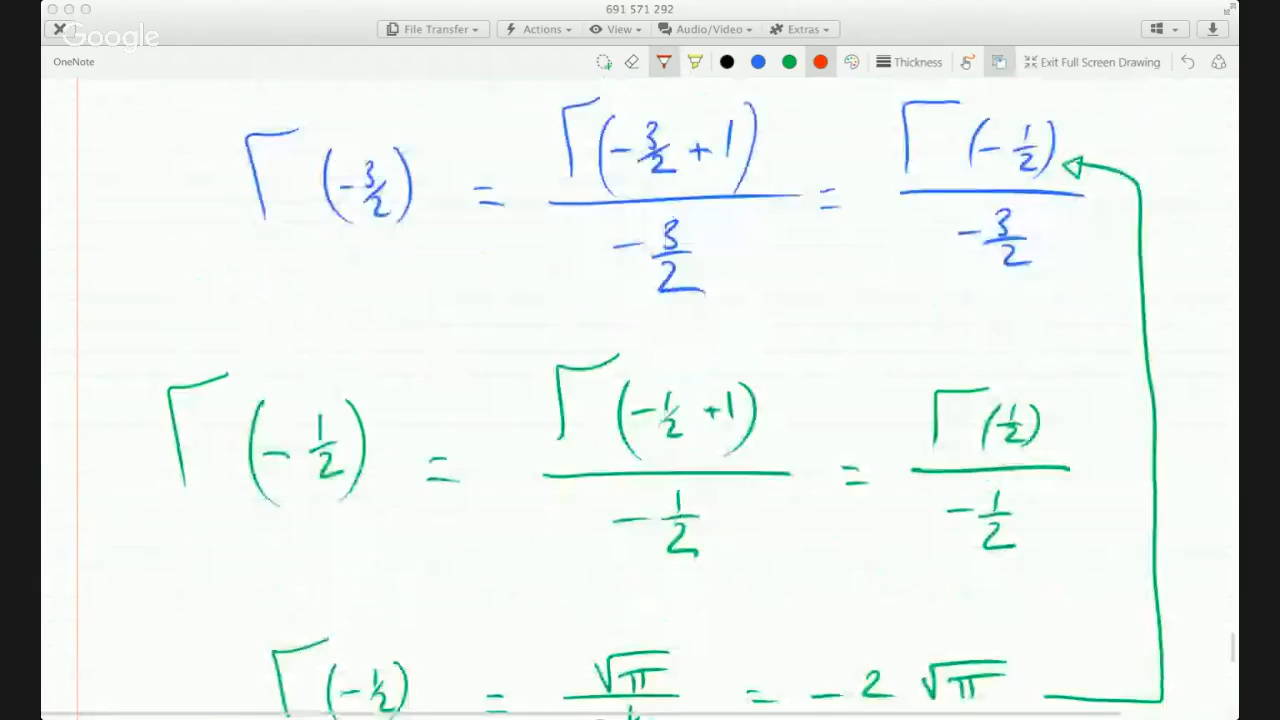 691 571 292
Google
File Transfer Actions View Audio/Video Extras
OneNote Thickness Exit Full Screen Drawing
Γ(-3/2) = Γ(-3/2 + 1) / -3/2 = Γ(-1/2) / -3/2
Γ(-1/2) = Γ(-1/2 + 1) / -1/2 = Γ(1/2) / -1/2
Γ(-1/2) = √π / = -2 √π